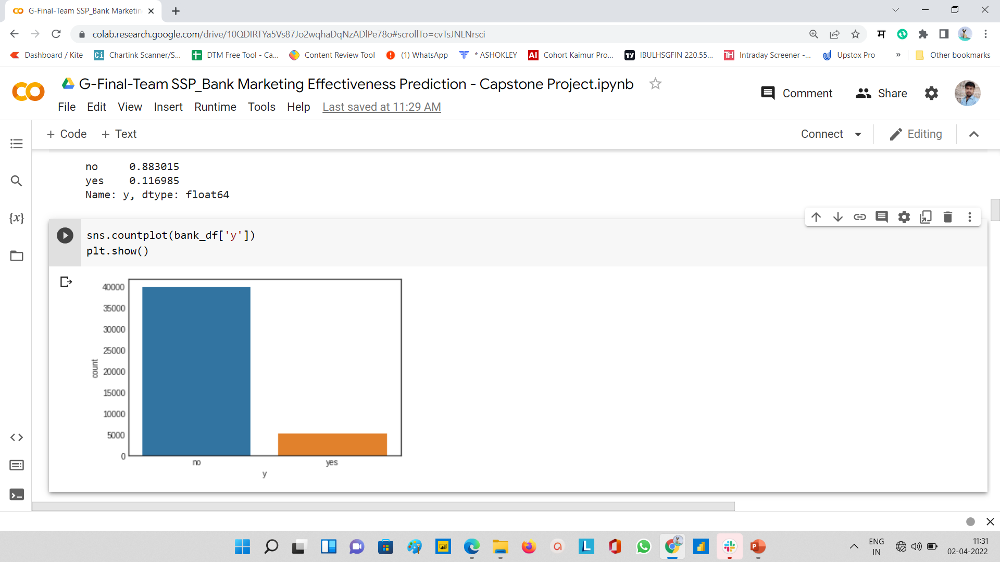 G-Final-Team SSP_Bank Marketin
colab.research.google.com/drive/10QDIRTYa5Vs87Jo2wqhaDqNzADlPe78o#scrollTo=cvTsJNLNrsci
म
Dashboard / Kite
Ci Chartink Scanner/S...
DTM Free Tool - Ca...
Content Review Tool
(1) WhatsApp
* ASHOKLEY
AI Cohort Kaimur Pro...
IBULHSGFIN 220.55...
Intraday Screener -...
Upstox Pro
»
Other bookmarks
G-Final-Team SSP_Bank Marketing Effectiveness Prediction - Capstone Project.ipynb
Comment
Share
File Edit View Insert Runtime Tools Help Last saved at 11:29 AM
+ Code + Text
Connect
Editing
no 0.883015
yes 0.116985
Name: y, dtype: float64
{x}
sns.countplot(bank_df['y'])
plt.show()
40000
35000
30000
25000
20000
15000
10000
5000
0
count
no yes
y
ENG
IN
11:31
02-04-2022